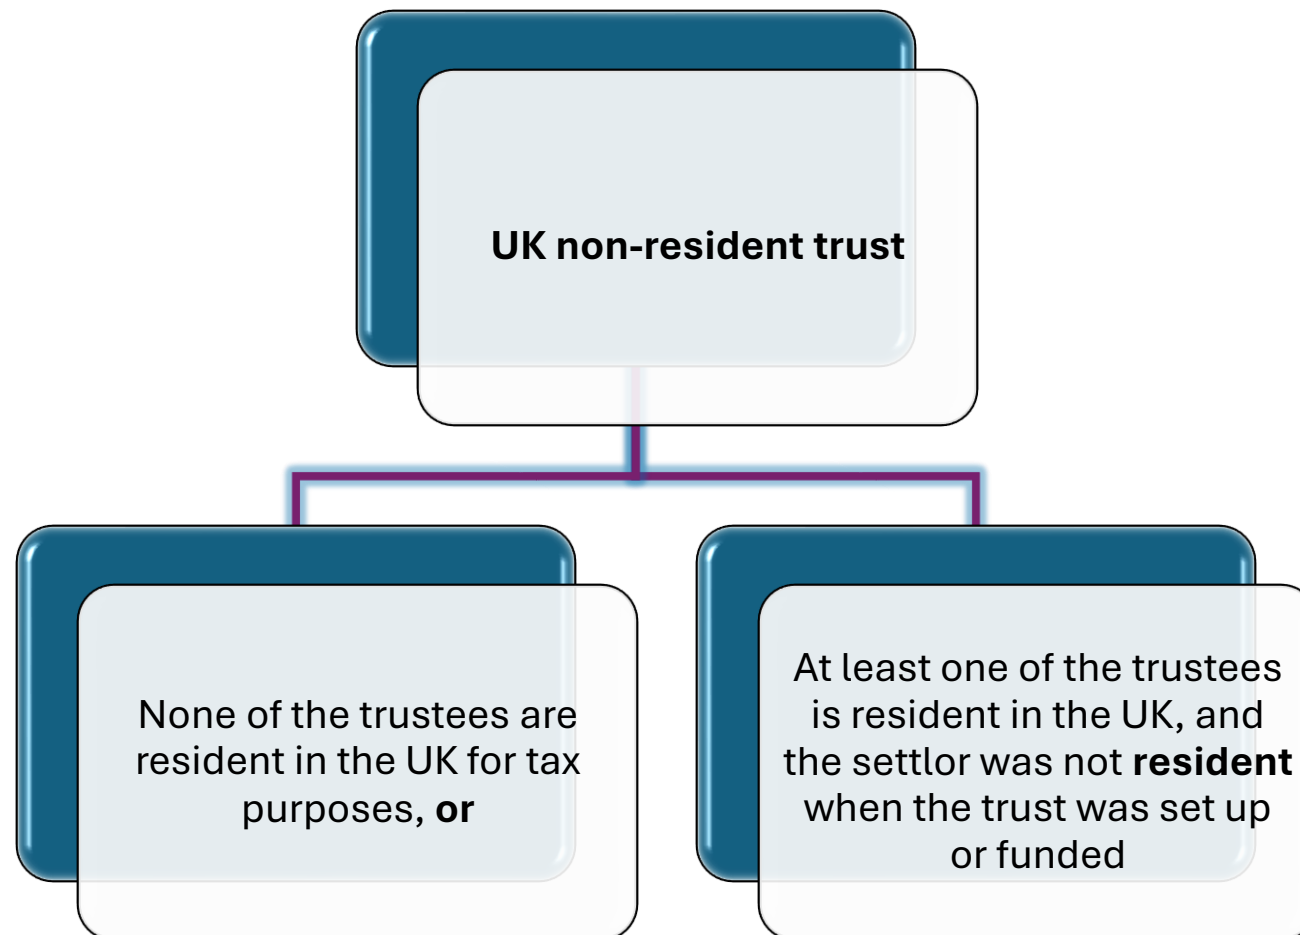 UK non-resident trust
None of the trustees are
resident in the UK for tax
purposes, or
At least one of the trustees
is resident in the UK, and
the settlor was not resident
when the trust was set up
or funded